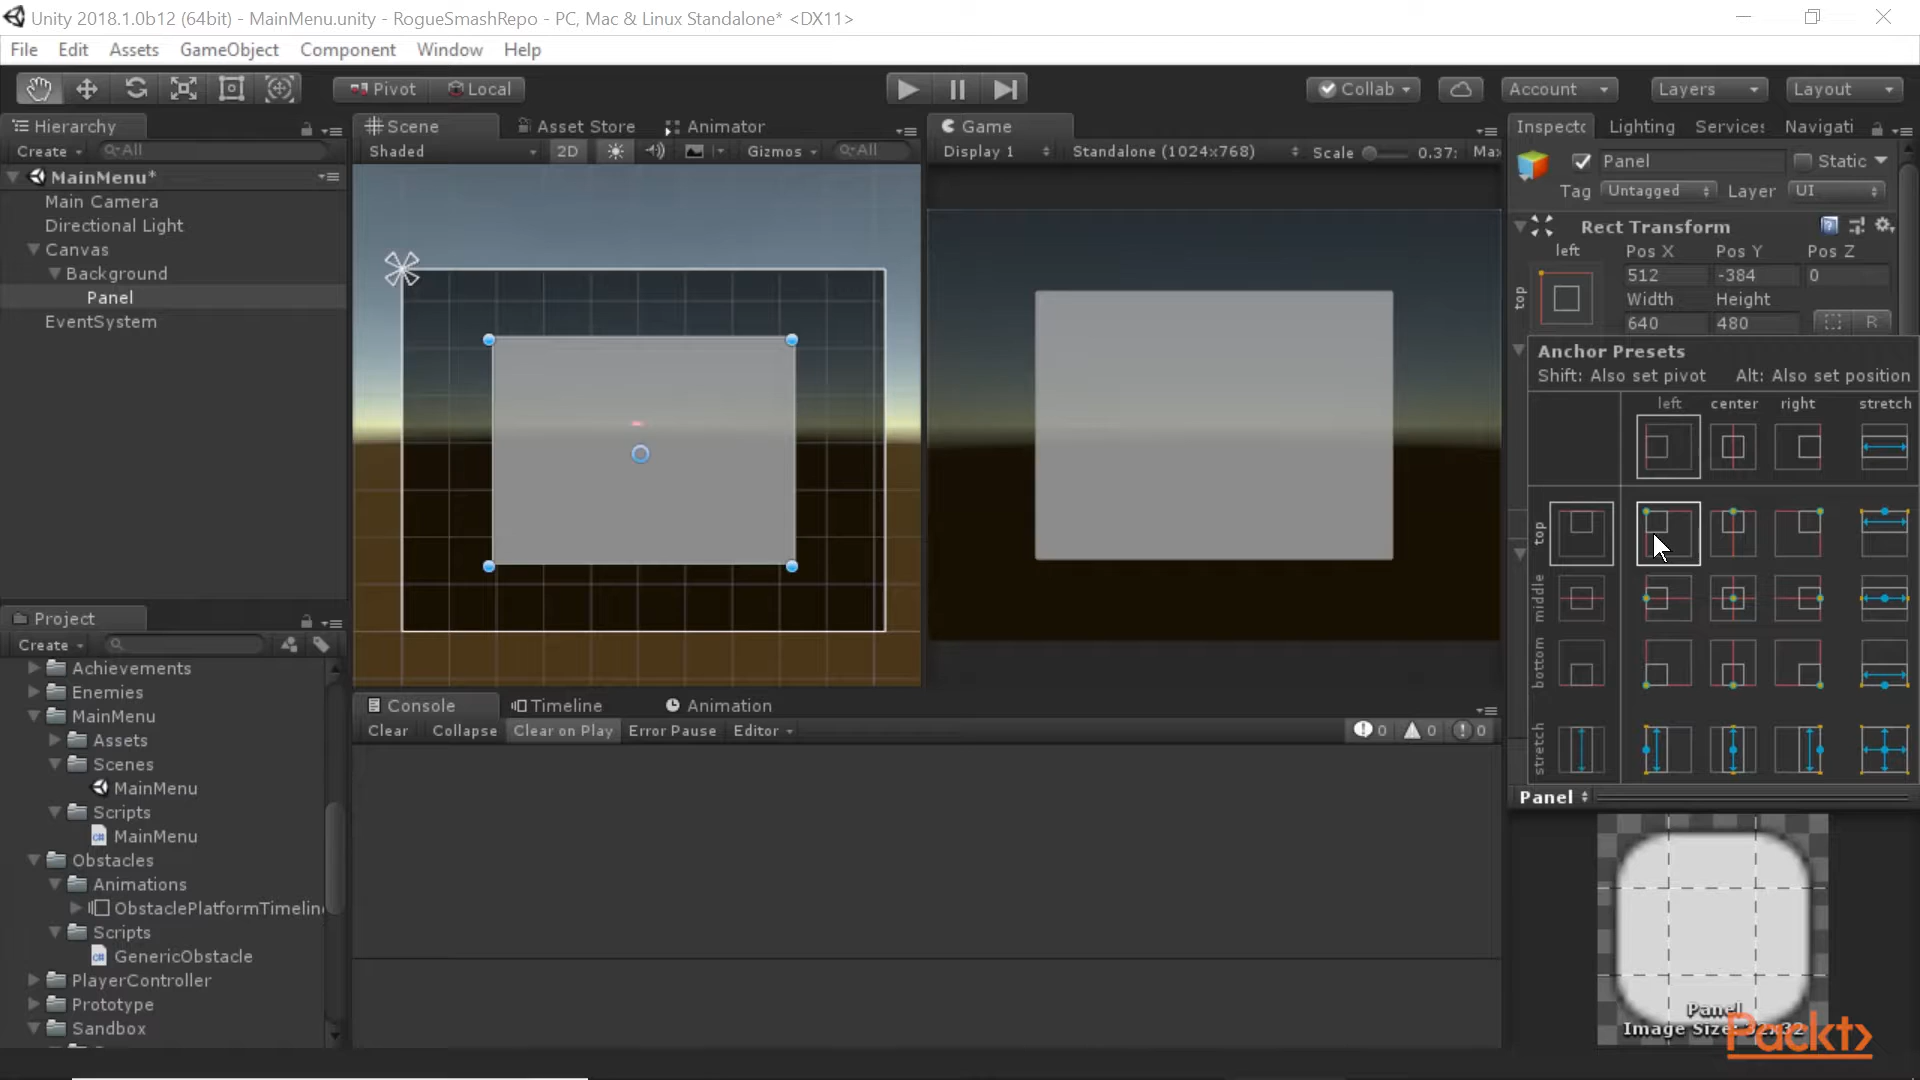 Unity 2018.1.0b12 (64bit) - MainMenu.unity - RogueSmashRepo - PC, Mac & Linux Standalone* <DX11>
File Edit Assets GameObject Component Window Help
Pivot Local Collab Account Layers Layout
Hierarchy
Create All
MainMenu*
Main Camera
Directional Light
Canvas
Background
Panel
EventSystem
Scene Asset Store Animator
Shaded 2D Gizmos All
Game
Display 1 Standalone (1024x768) Scale 0.37: Max
Inspecto Lighting Services Navigati
Panel Static
Tag Untagged Layer UI
Rect Transform
left Pos X Pos Y Pos Z
512 -384 0
top Width Height
640 480 R
Anchor Presets
Shift: Also set pivot Alt: Also set position
left center right stretch
top
middle
bottom
stretch
Panel
Panel
Image Size: 32x32
Packt
Project
Create
Achievements
Enemies
MainMenu
Assets
Scenes
MainMenu
Scripts
C# MainMenu
Obstacles
Animations
ObstaclePlatformTimelin
Scripts
C# GenericObstacle
PlayerController
Prototype
Sandbox
Console Timeline Animation
Clear Collapse Clear on Play Error Pause Editor 0 0 0